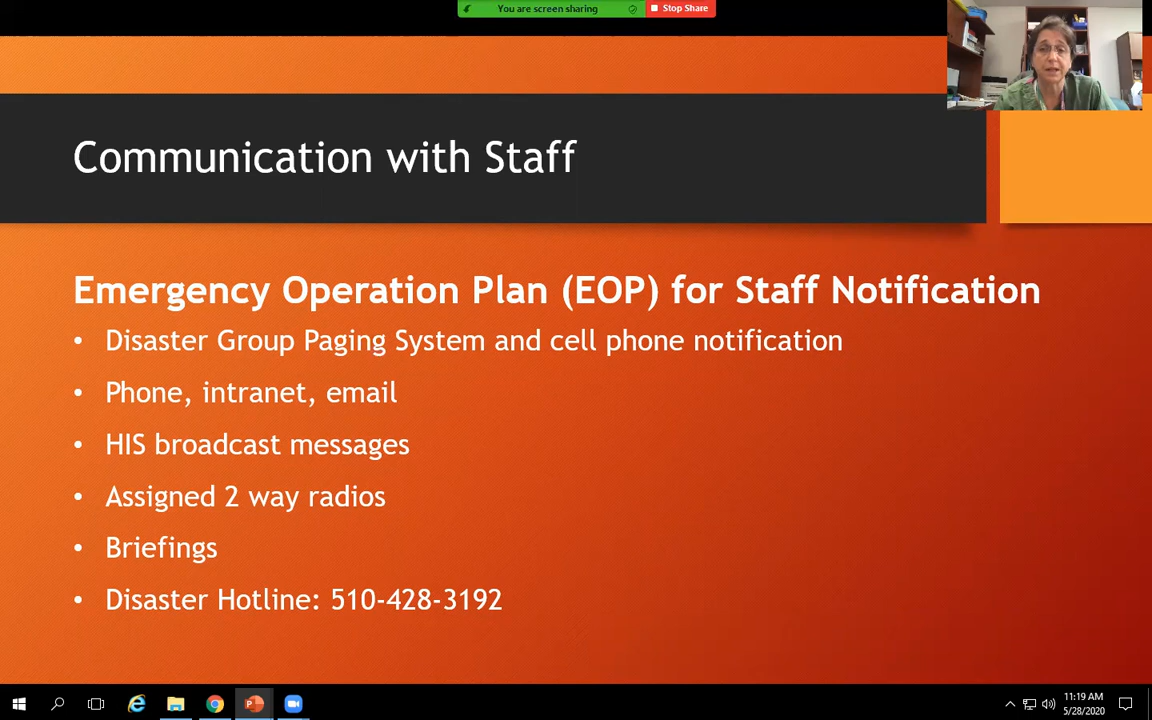 You are screen sharing
Stop Share
Communication with Staff
Emergency Operation Plan (EOP) for Staff Notification
• Disaster Group Paging System and cell phone notification
• Phone, intranet, email
• HIS broadcast messages
• Assigned 2 way radios
• Briefings
• Disaster Hotline: 510-428-3192
11:19 AM
5/28/2020